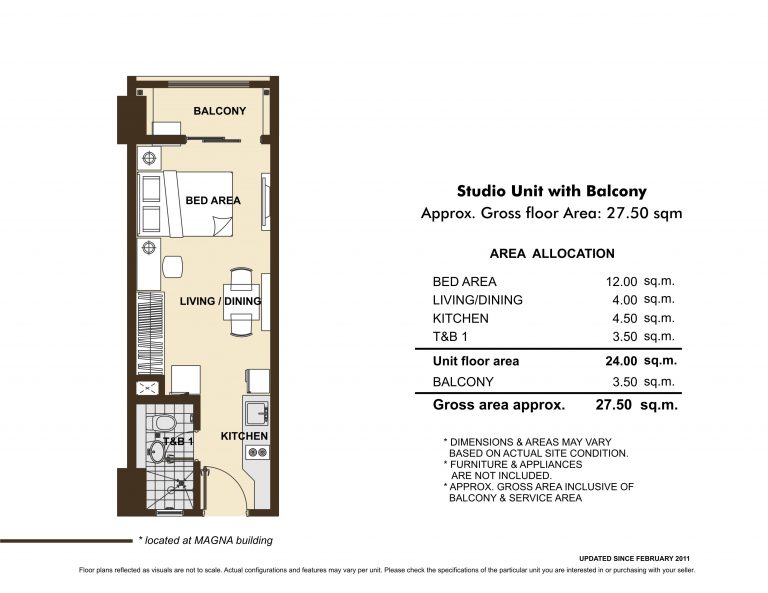 BALCONY
BED AREA
LIVING / DINING
T&B 1
KITCHEN
* located at MAGNA building
Studio Unit with Balcony
Approx. Gross floor Area: 27.50 sqm
AREA ALLOCATION
BED AREA 12.00 sq.m.
LIVING/DINING 4.00 sq.m.
KITCHEN 4.50 sq.m.
T&B 1 3.50 sq.m.
Unit floor area 24.00 sq.m.
BALCONY 3.50 sq.m.
Gross area approx. 27.50 sq.m.
* DIMENSIONS & AREAS MAY VARY
BASED ON ACTUAL SITE CONDITION.
* FURNITURE & APPLIANCES
ARE NOT INCLUDED.
* APPROX. GROSS AREA INCLUSIVE OF
BALCONY & SERVICE AREA
UPDATED SINCE FEBRUARY 2011
Floor plans reflected as visuals are not to scale. Actual configurations and features may vary per unit. Please check the specifications of the particular unit you are interested in or purchasing with your seller.